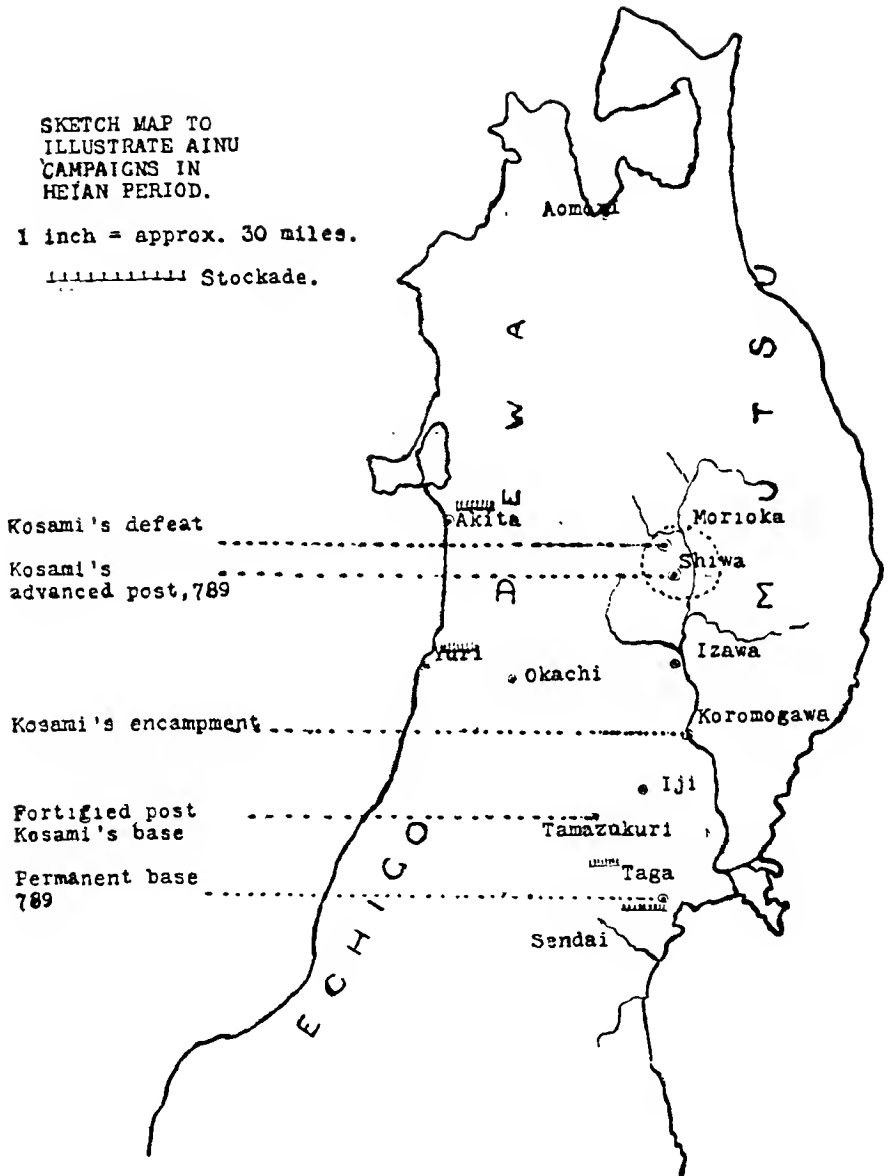 SKETCH MAP TO
ILLUSTRATE AINU
CAMPAIGNS IN
HEIAN PERIOD.
1 inch = approx. 30 miles.
Stockade.
Aomori
DEWA
MUTSU
Akita
Morioka
Kosami's defeat
Shiwa
Kosami's
advanced post,789
Yuri
Izawa
Okachi
Koromogawa
Kosami's encampment
Iji
Fortified post
Kosami's base
Tamazukuri
Taga
Permanent base
789
Sendai
ECHIGO